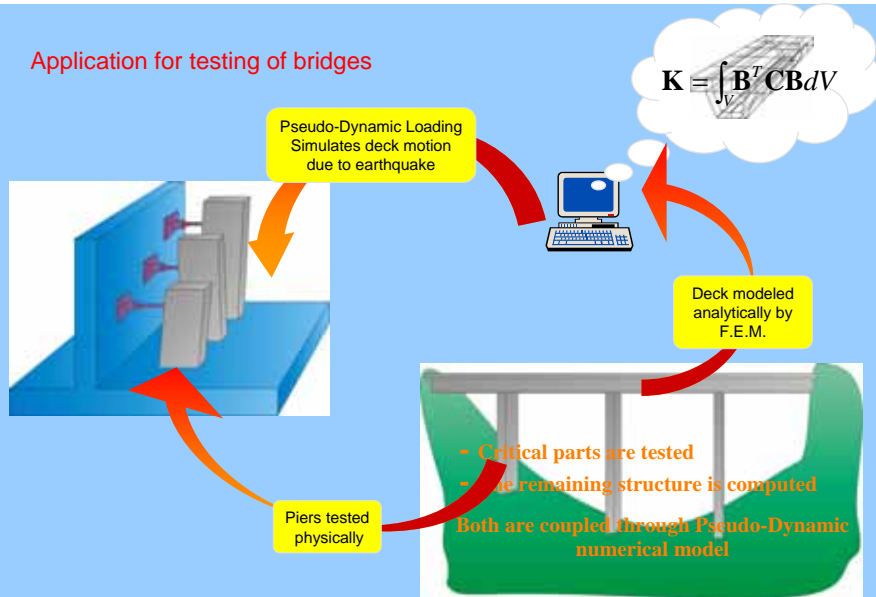 Application for testing of bridges
K = ∫V BᵀCBdV
Pseudo-Dynamic Loading
Simulates deck motion
due to earthquake
Deck modeled
analytically by
F.E.M.
- Critical parts are tested
- The remaining structure is computed
Both are coupled through Pseudo-Dynamic
numerical model
Piers tested
physically